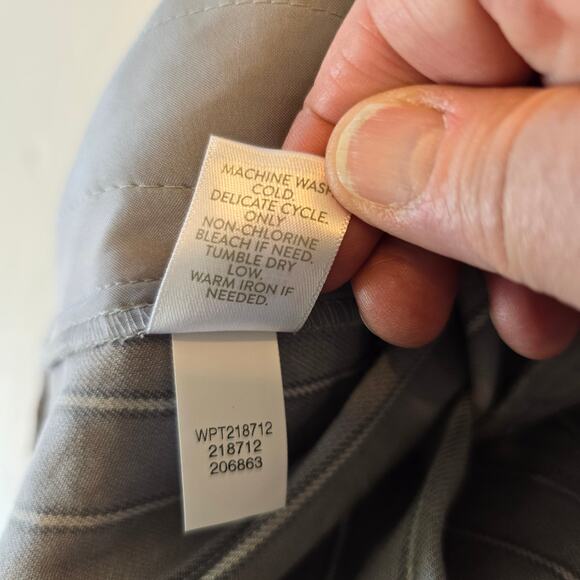 MACHINE WASH
COLD.
DELICATE CYCLE.
ONLY
NON-CHLORINE
BLEACH IF NEED.
TUMBLE DRY
LOW.
WARM IRON IF
NEEDED.
WPT218712
218712
206863